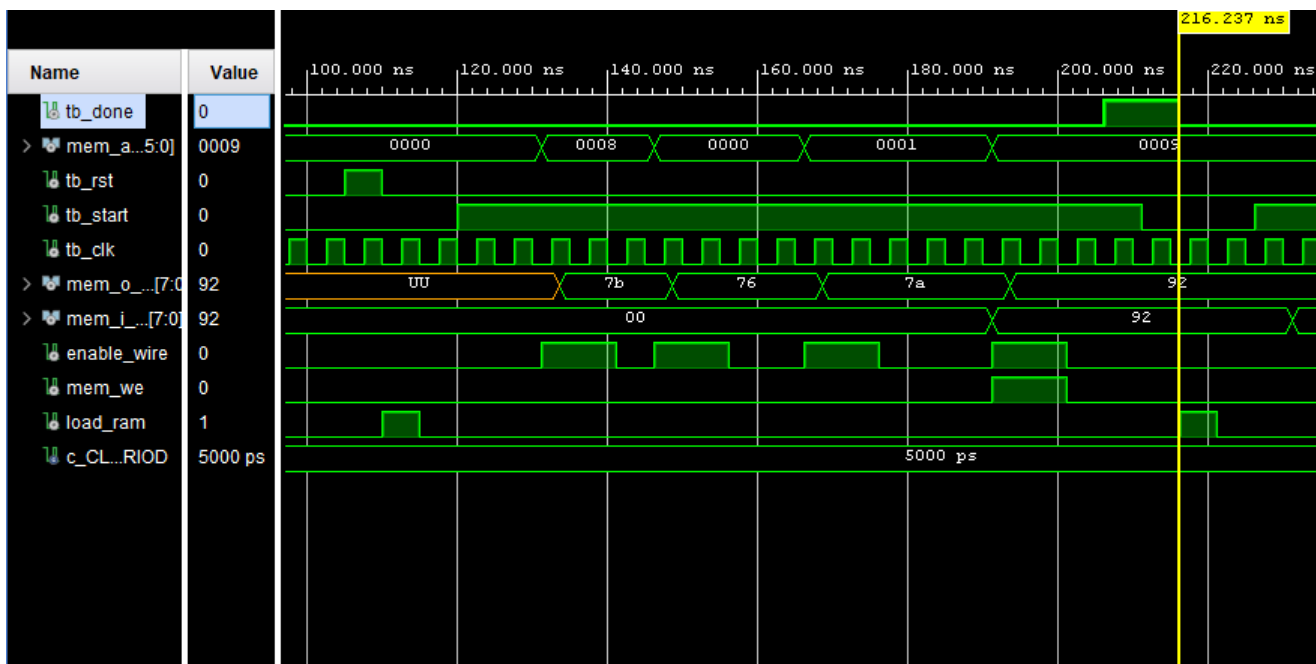 216.237 ns
Name Value 100.000 ns 120.000 ns 140.000 ns 160.000 ns 180.000 ns 200.000 ns 220.000 ns
tb_done 0
mem_a...5:0] 0009 0000 0008 0000 0001 0009
tb_rst 0
tb_start 0
tb_clk 0
mem_o_...[7:0 92 UU 7b 76 7a 92
mem_i_...[7:0] 92 00 92
enable_wire 0
mem_we 0
load_ram 1
c_CL...RIOD 5000 ps 5000 ps